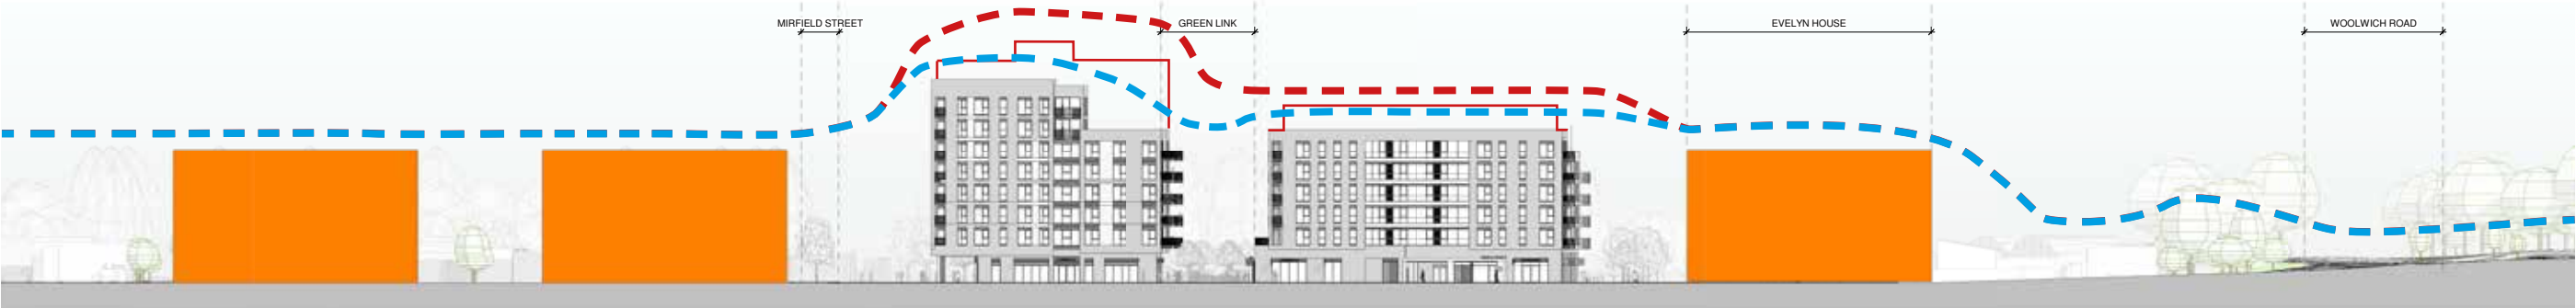 MIRFIELD STREET
GREEN LINK
EVELYN HOUSE
WOOLWICH ROAD